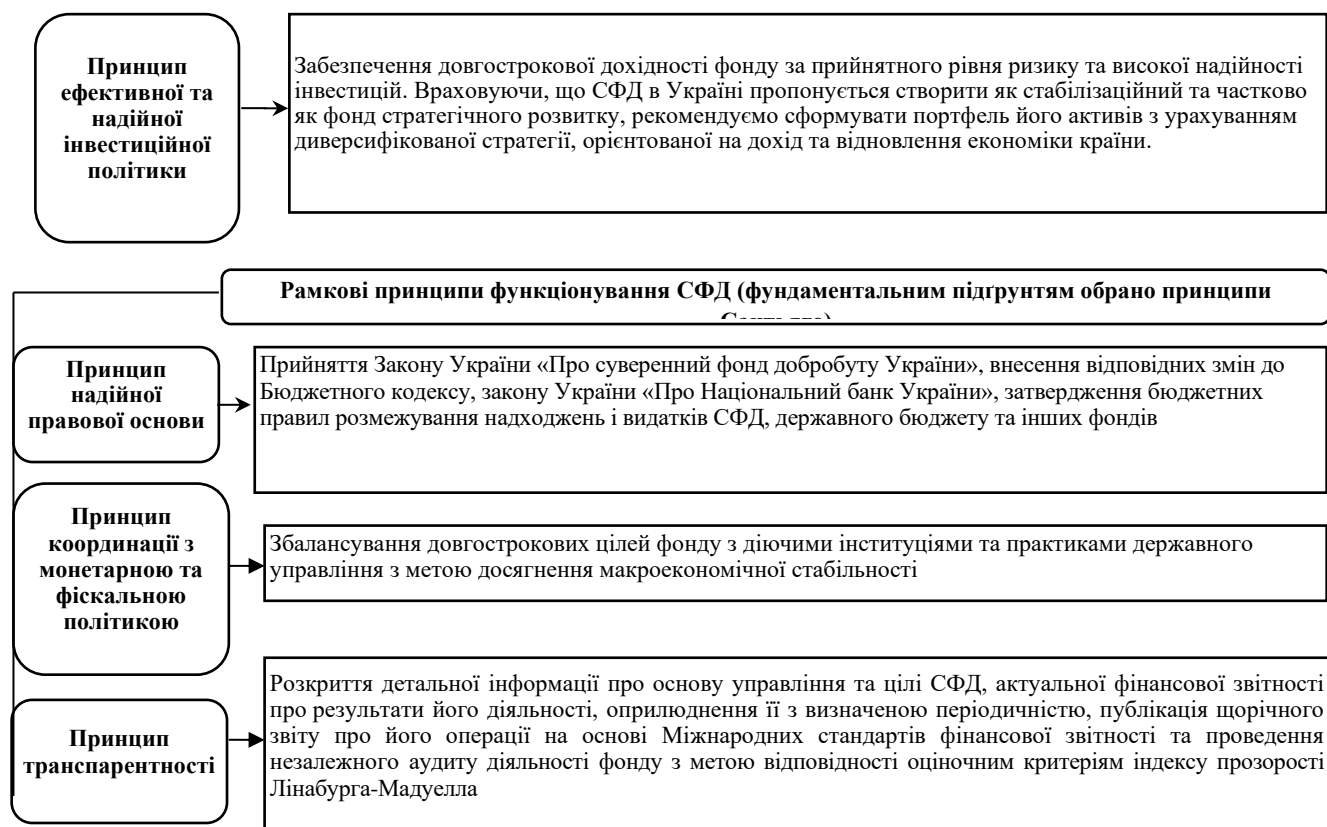 Принцип
ефективної та
надійної
інвестиційної
політики
Забезпечення довгострокової дохідності фонду за прийнятного рівня ризику та високої надійності
інвестицій. Враховуючи, що СФД в Україні пропонується створити як стабілізаційний та частково
як фонд стратегічного розвитку, рекомендуємо сформувати портфель його активів з урахуванням
диверсифікованої стратегії, орієнтованої на дохід та відновлення економіки країни.
Рамкові принципи функціонування СФД (фундаментальним підґрунтям обрано принципи
Принцип
надійної
правової основи
Прийняття Закону України «Про суверенний фонд добробуту України», внесення відповідних змін до
Бюджетного кодексу, закону України «Про Національний банк України», затвердження бюджетних
правил розмежування надходжень і видатків СФД, державного бюджету та інших фондів
Принцип
координації з
монетарною та
фіскальною
політикою
Збалансування довгострокових цілей фонду з діючими інституціями та практиками державного
управління з метою досягнення макроекономічної стабільності
Принцип
транспарентності
Розкриття детальної інформації про основу управління та цілі СФД, актуальної фінансової звітності
про результати його діяльності, оприлюднення її з визначеною періодичністю, публікація щорічного
звіту про його операції на основі Міжнародних стандартів фінансової звітності та проведення
незалежного аудиту діяльності фонду з метою відповідності оціночним критеріям індексу прозорості
Лінабурга-Мадуелла